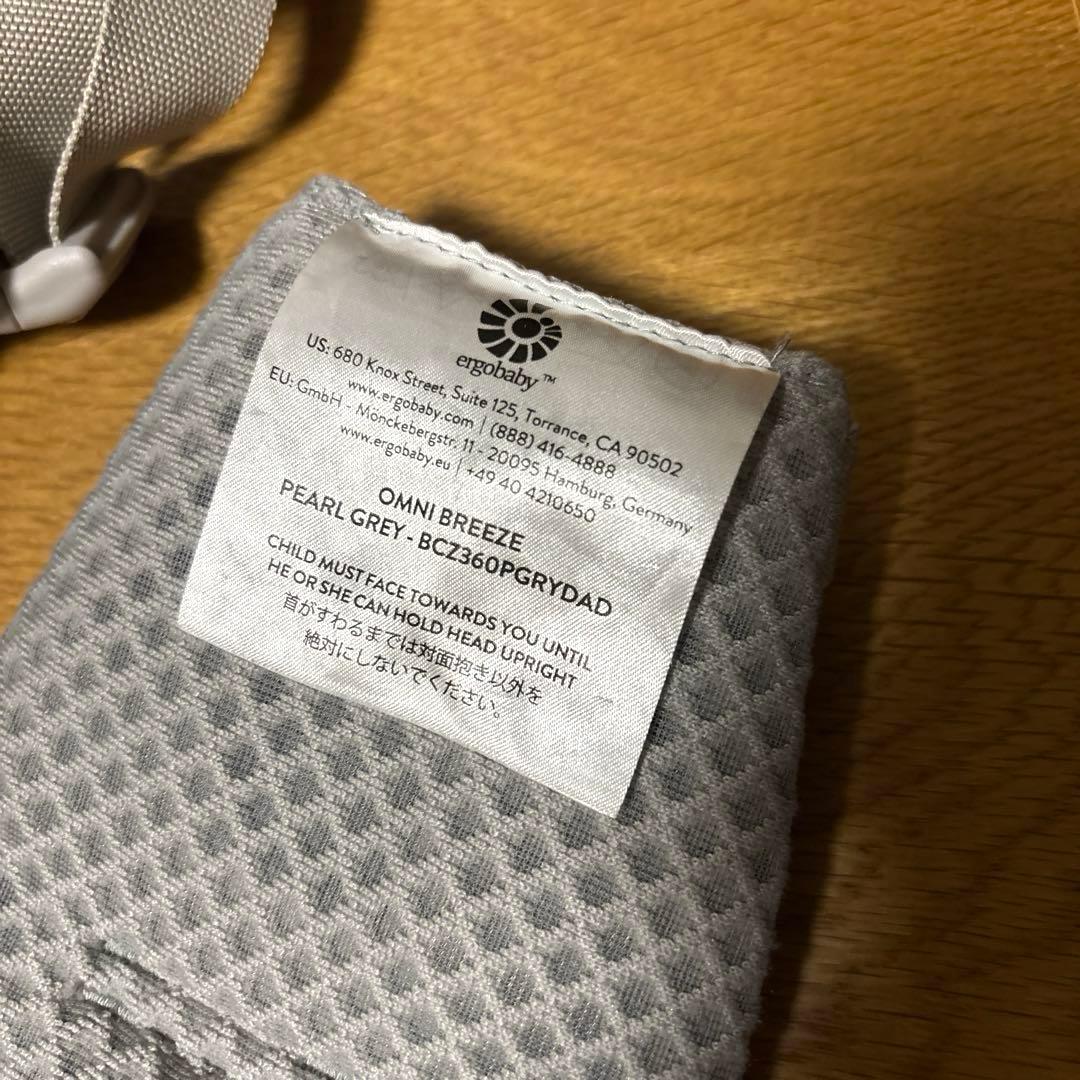 ergobaby™
US: 680 Knox Street, Suite 125, Torrance, CA 90502
www.ergobaby.com | (888) 416-4888
EU: GmbH - Mönckebergstr. 11 - 20095 Hamburg, Germany
www.ergobaby.eu | +49 40 4210650
OMNI BREEZE
PEARL GREY - BCZ360PGRYDAD
CHILD MUST FACE TOWARDS YOU UNTIL
HE OR SHE CAN HOLD HEAD UPRIGHT
首がすわるまでは対面抱き以外を
絶対にしないでください。